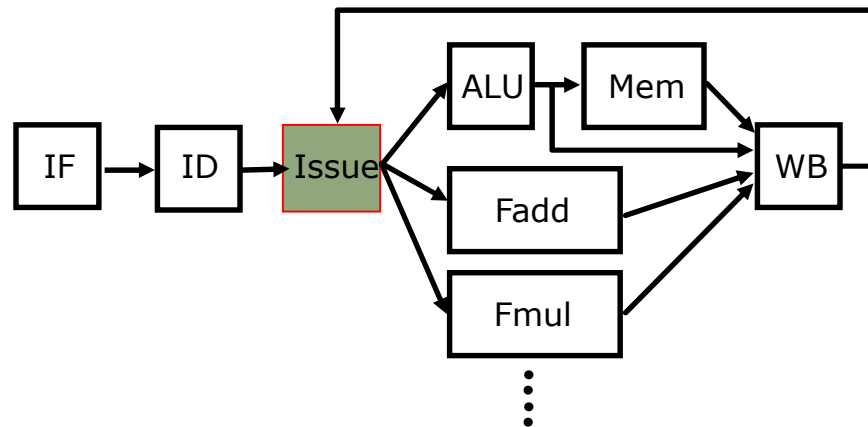 IF
ID
Issue
ALU
Mem
Fadd
Fmul
WB